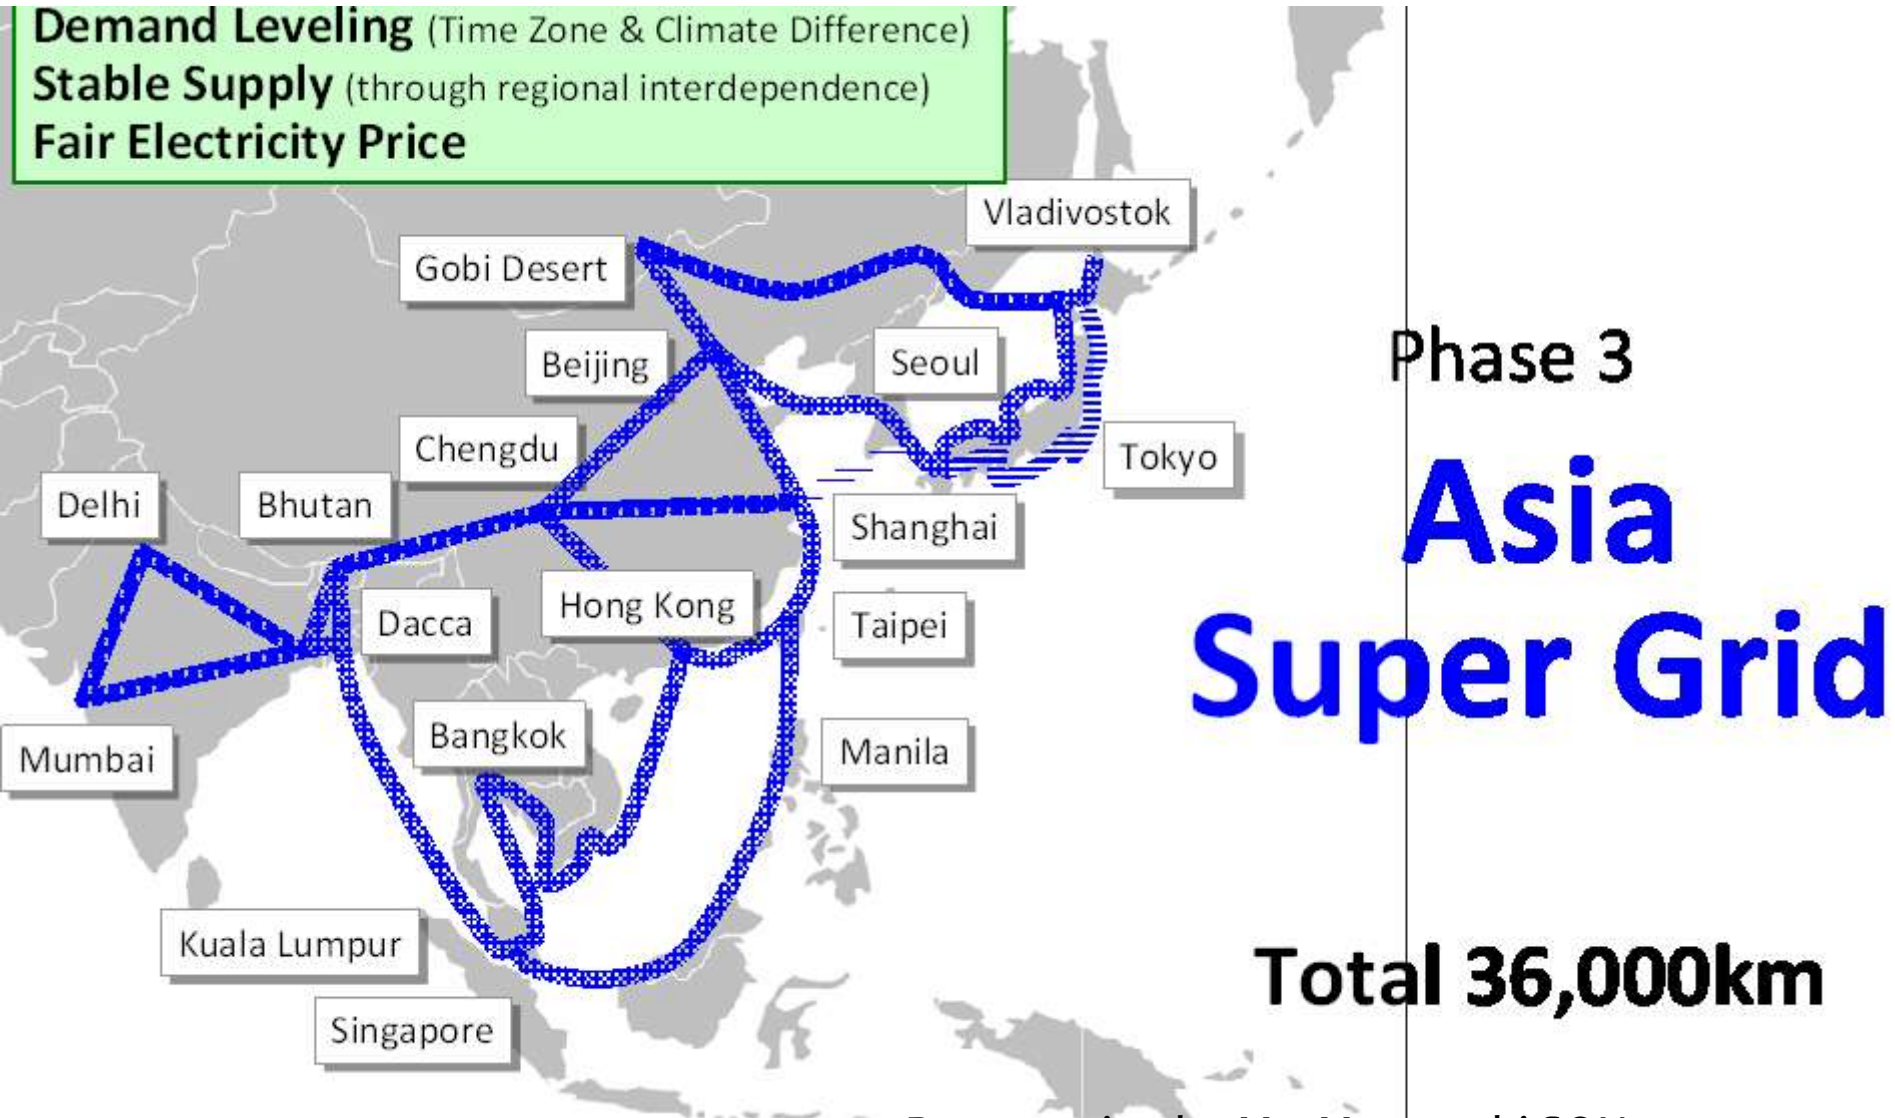 Demand Leveling (Time Zone & Climate Difference)
Stable Supply (through regional interdependence)
Fair Electricity Price
Vladivostok
Gobi Desert
Beijing
Seoul
Phase 3
Chengdu
Tokyo
Asia
Delhi
Bhutan
Shanghai
Hong Kong
Dacca
Taipei
Super Grid
Bangkok
Manila
Mumbai
Kuala Lumpur
Total 36,000km
Singapore